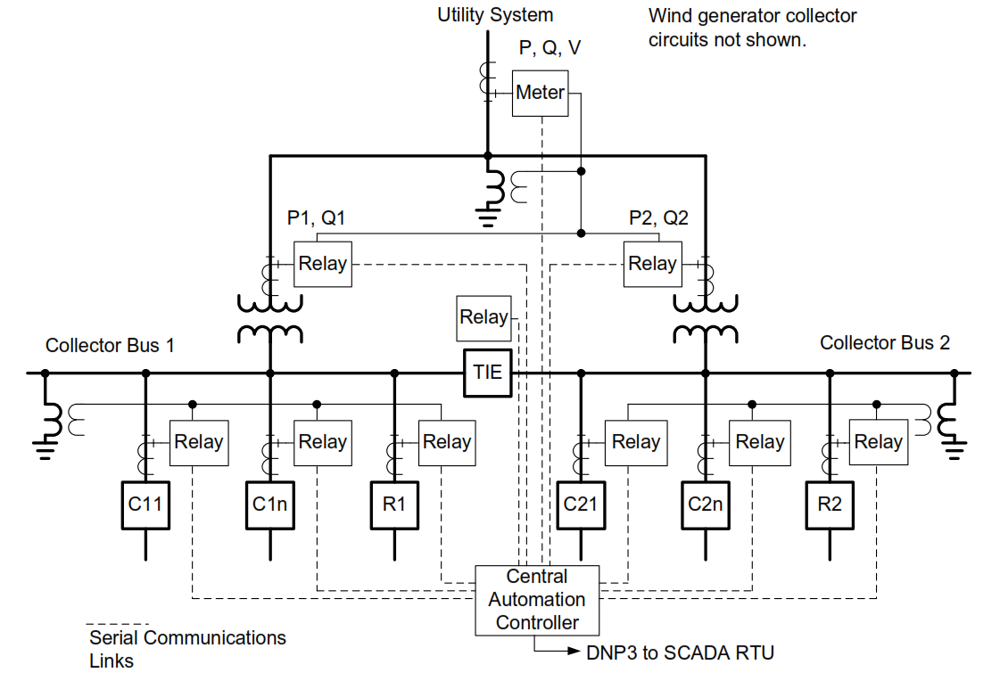 Utility System
Wind generator collector
circuits not shown.
P, Q, V
Meter
P1, Q1
P2, Q2
Relay
Relay
Relay
Collector Bus 1
Collector Bus 2
TIE
Relay
Relay
Relay
Relay
Relay
Relay
C11
C1n
R1
C21
C2n
R2
Central
Automation
Controller
Serial Communications
Links
DNP3 to SCADA RTU